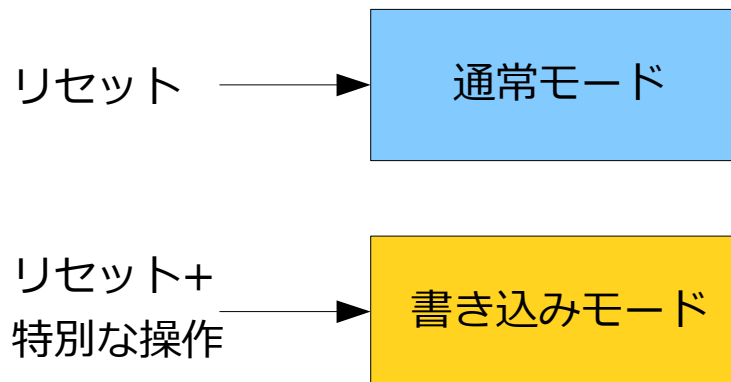 リセット
通常モード
リセット+
特別な操作
書き込みモード